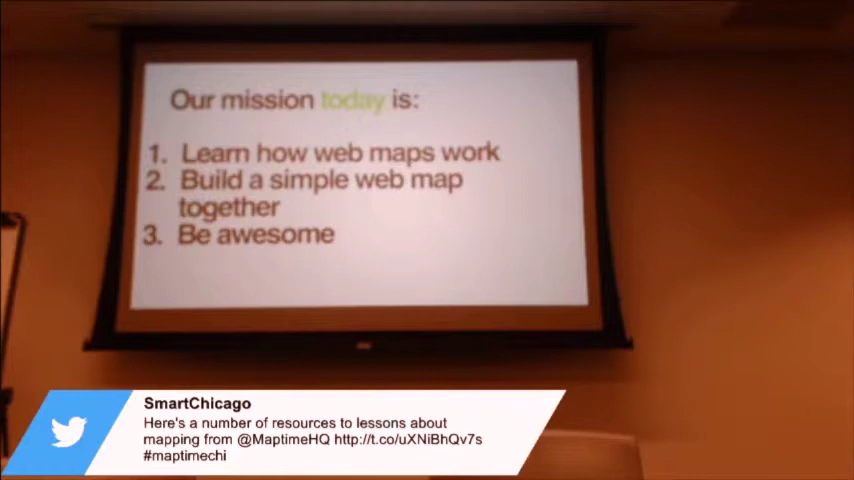 Our mission today is:
1. Learn how web maps work
2. Build a simple web map
together
3. Be awesome
SmartChicago
Here's a number of resources to lessons about
mapping from @MaptimeHQ http://t.co/uXNiBhQv7s
#maptimechi